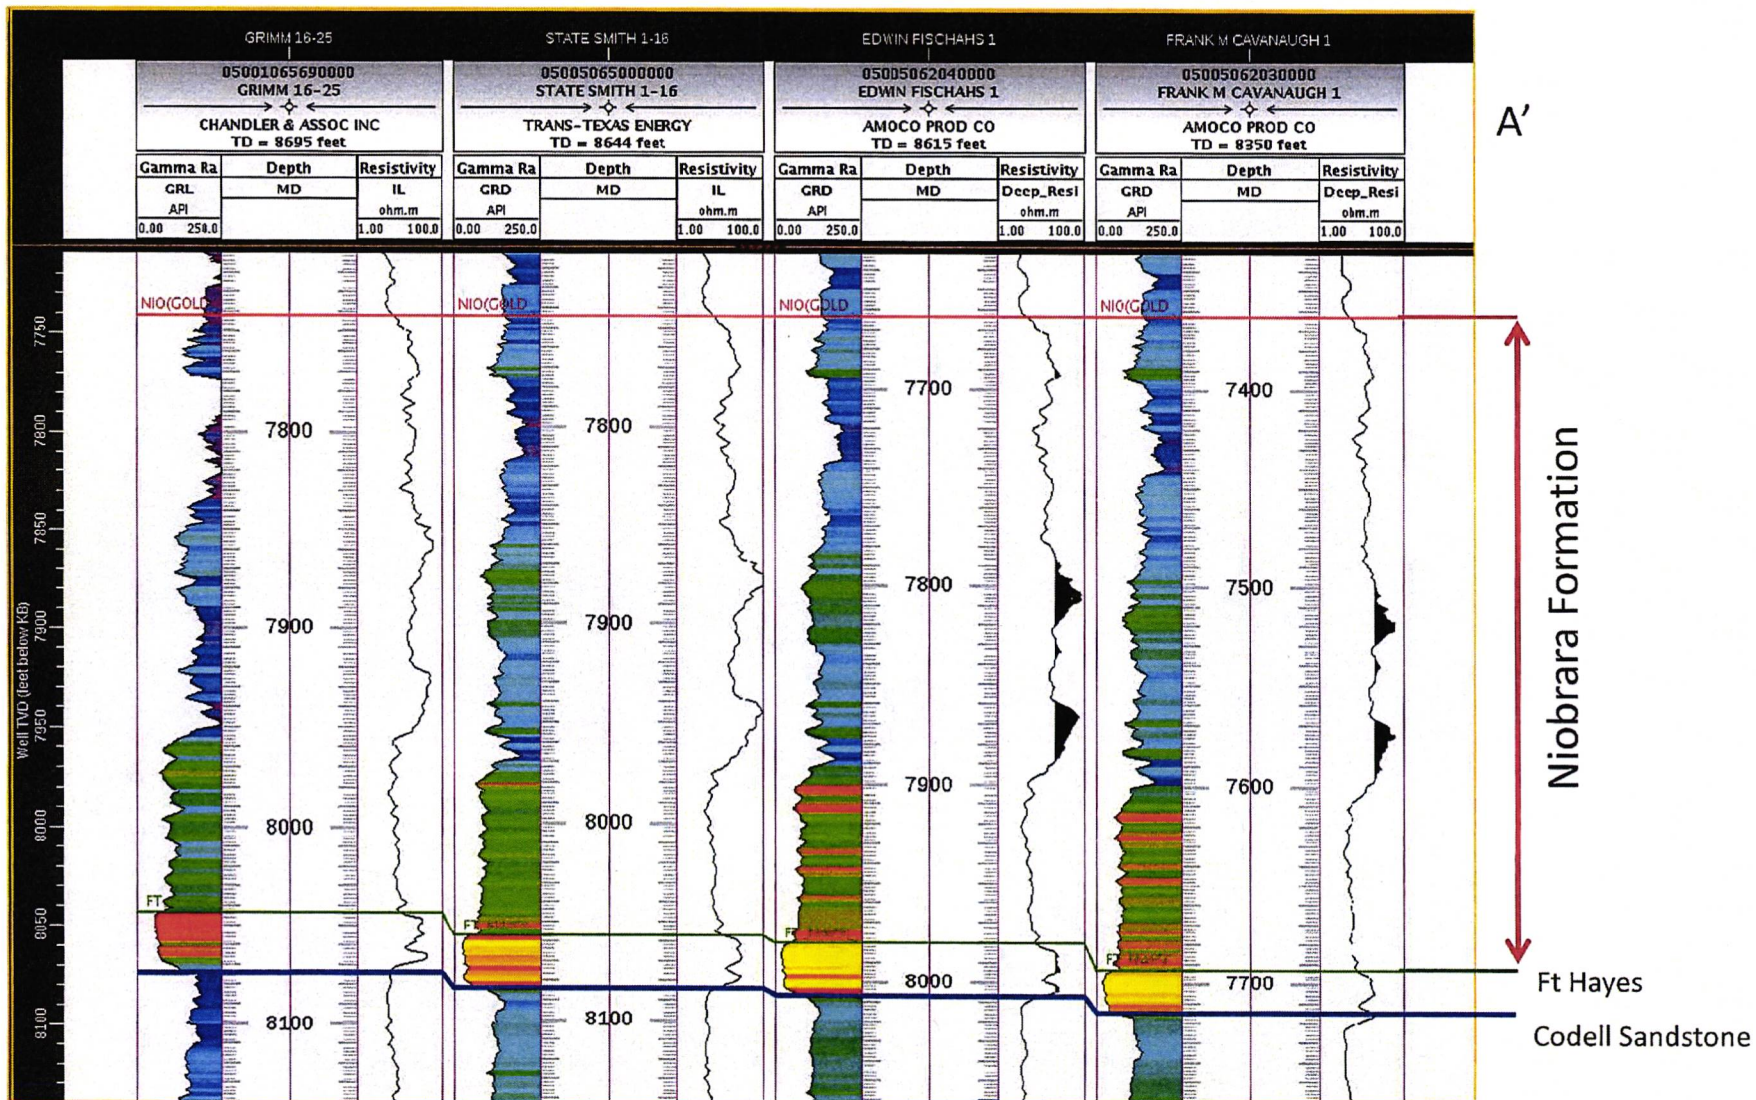 GRIMM 16-25
STATE SMITH 1-16
EDWIN FISCHAHS 1
FRANK M CAVANAUGH 1
05001065690000
GRIMM 16-25
CHANDLER & ASSOC INC
TD = 8695 feet
05005065000000
STATE SMITH 1-16
TRANS-TEXAS ENERGY
TD = 8644 feet
05005062040000
EDWIN FISCHAHS 1
AMOCO PROD CO
TD = 8615 feet
05005062030000
FRANK M CAVANAUGH 1
AMOCO PROD CO
TD = 8350 feet
A'
Gamma Ra Depth Resistivity
GRL MD IL
API ohm.m
0.00 250.0 1.00 100.0
Gamma Ra Depth Resistivity
GRD MD IL
API ohm.m
0.00 250.0 1.00 100.0
Gamma Ra Depth Resistivity
GRD MD Deep_Resi
API ohm.m
0.00 250.0 1.00 100.0
Gamma Ra Depth Resistivity
GRD MD Deep_Resi
API ohm.m
0.00 250.0 1.00 100.0
NIO(GOLD
NIO(GOLD
NIO(GOLD
NIO(GOLD
Well TVD (feet below KB)
7750
7800
7850
7900
7950
8000
8050
8100
7800
7900
8000
8100
7800
7900
8000
8100
7700
7800
7900
8000
7400
7500
7600
7700
FT
FT
FT
Niobrara Formation
Ft Hayes
Codell Sandstone